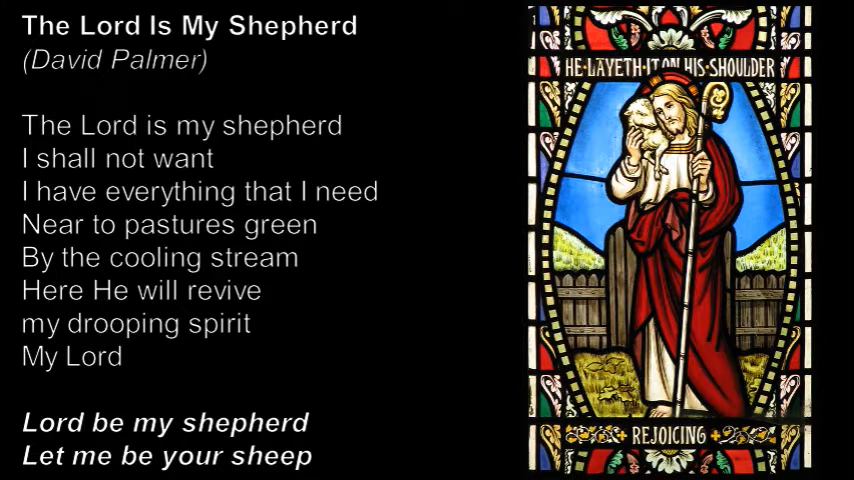 The Lord Is My Shepherd
(David Palmer)
The Lord is my shepherd
I shall not want
I have everything that I need
Near to pastures green
By the cooling stream
Here He will revive
my drooping spirit
My Lord
Lord be my shepherd
Let me be your sheep
HE·LAYETH·IT·ON·HIS·SHOULDER
REJOICING